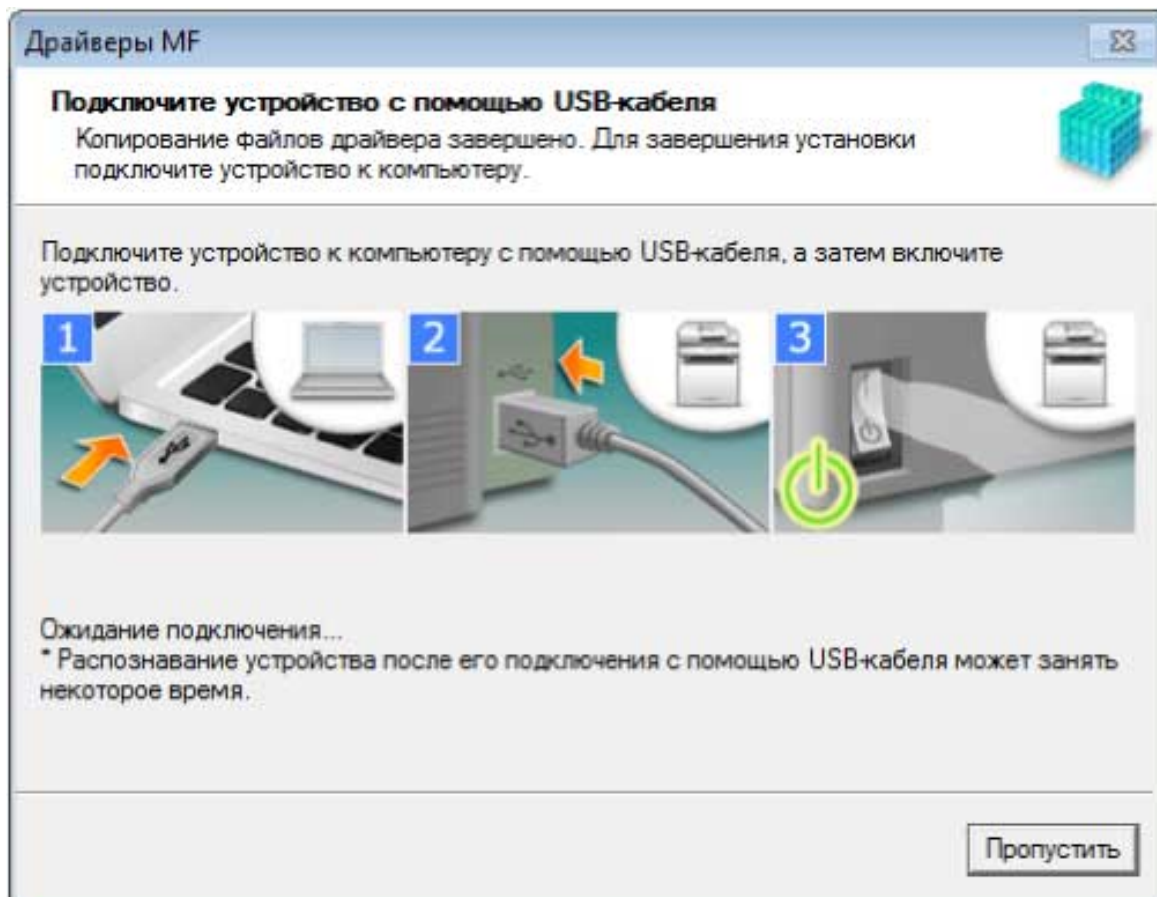 Драйверы MF
Подключите устройство с помощью USB-кабеля
Копирование файлов драйвера завершено. Для завершения установки
подключите устройство к компьютеру.
Подключите устройство к компьютеру с помощью USB-кабеля, а затем включите
устройство.
1 2 3
Ожидание подключения...
* Распознавание устройства после его подключения с помощью USB-кабеля может занять
некоторое время.
Пропустить